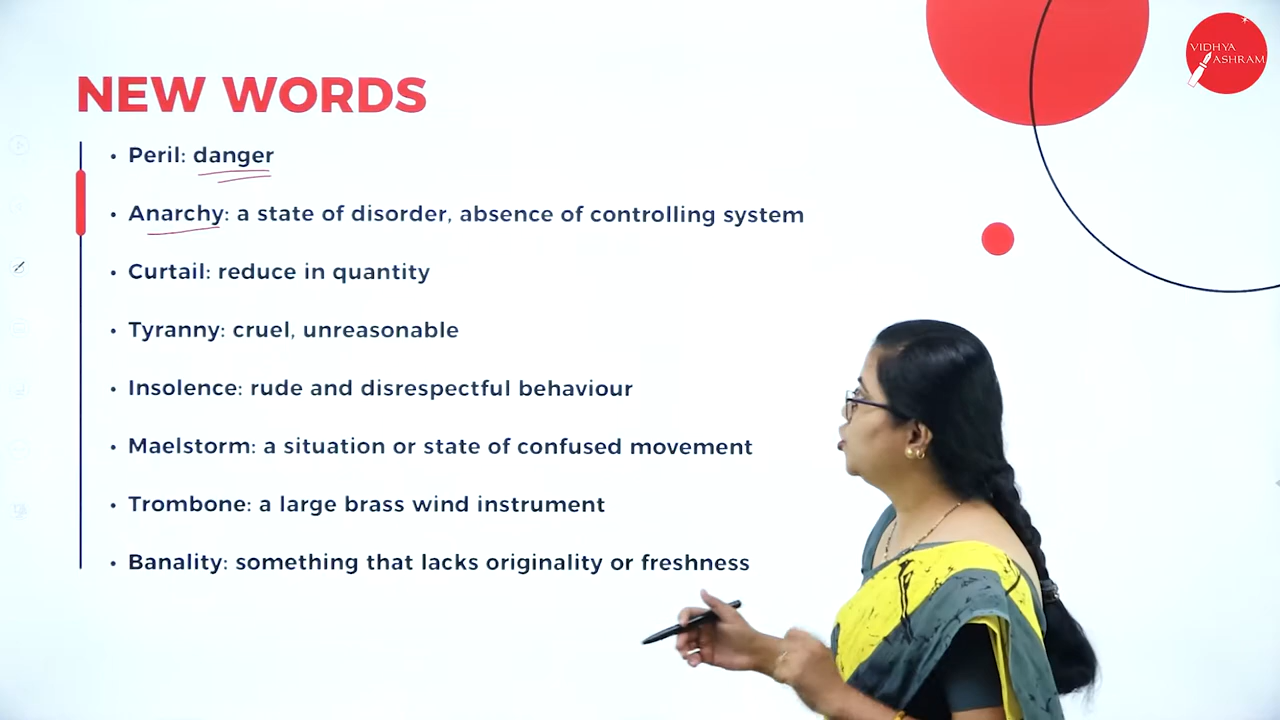 VIDHYA
ASHRAM
NEW WORDS
• Peril: danger
• Anarchy: a state of disorder, absence of controlling system
• Curtail: reduce in quantity
• Tyranny: cruel, unreasonable
• Insolence: rude and disrespectful behaviour
• Maelstorm: a situation or state of confused movement
• Trombone: a large brass wind instrument
• Banality: something that lacks originality or freshness